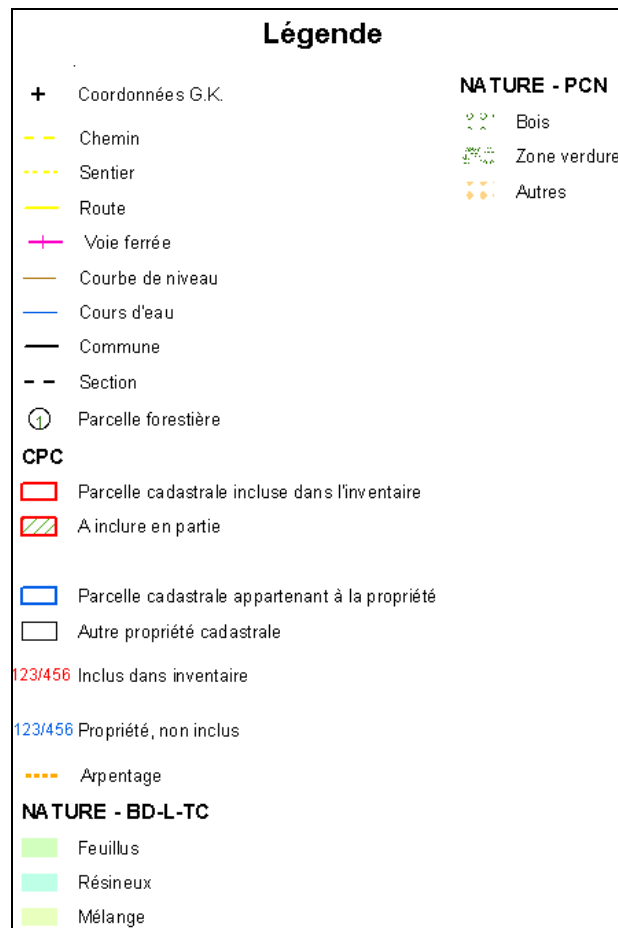 Légende
Coordonnées G.K.
Chemin
Sentier
Route
Voie ferrée
Courbe de niveau
Cours d'eau
Commune
Section
1 Parcelle forestière
CPC
Parcelle cadastrale incluse dans l'inventaire
A inclure en partie
Parcelle cadastrale appartenant à la propriété
Autre propriété cadastrale
123/456 Inclus dans inventaire
123/456 Propriété, non inclus
Arpentage
NATURE - BD-L-TC
Feuillus
Résineux
Mélange
NATURE - PCN
Bois
Zone verdure
Autres